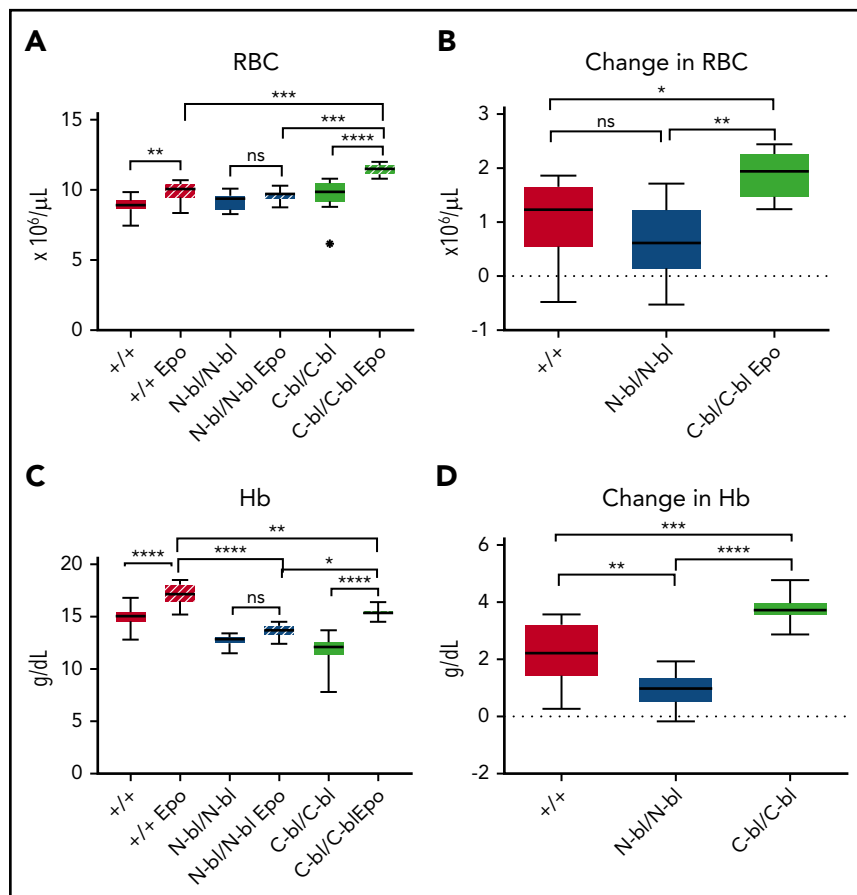 A
RBC
***
***
**
ns
****
15
10
5
0
x 10⁶/µL
*
+/+
+/+ Epo
N-bl/N-bl
N-bl/N-bl Epo
C-bl/C-bl
C-bl/C-bl Epo
B
Change in RBC
*
ns
**
3
2
1
0
-1
x10⁶/µL
+/+
N-bl/N-bl
C-bl/C-bl Epo
C
Hb
**
****
****
*
ns
****
20
15
10
5
0
g/dL
+/+
+/+ Epo
N-bl/N-bl
N-bl/N-bl Epo
C-bl/C-bl
C-bl/C-blEpo
D
Change in Hb
***
**
****
6
4
2
0
-2
g/dL
+/+
N-bl/N-bl
C-bl/C-bl